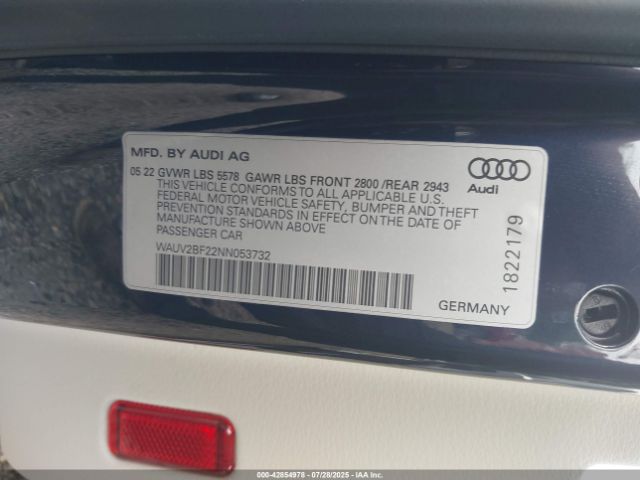 MFD. BY AUDI AG
05 22 GVWR LBS 5578 GAWR LBS FRONT 2800 /REAR 2943
THIS VEHICLE CONFORMS TO ALL APPLICABLE U.S.
FEDERAL MOTOR VEHICLE SAFETY, BUMPER AND THEFT
PREVENTION STANDARDS IN EFFECT ON THE DATE OF
MANUFACTURE SHOWN ABOVE
PASSENGER CAR
WAUV2BF22NN053732
Audi
1822179
GERMANY
000-42854978 - 07/28/2025 - IAA Inc.